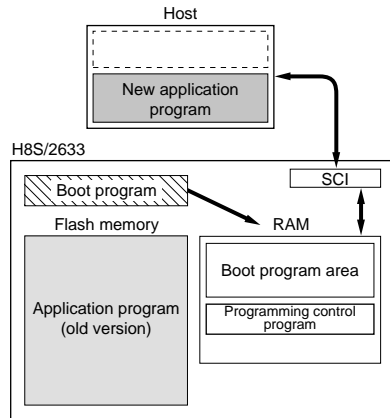 Host
New application
program
H8S/2633
SCI
Boot program
Flash memory
RAM
Application program
(old version)
Boot program area
Programming control
program